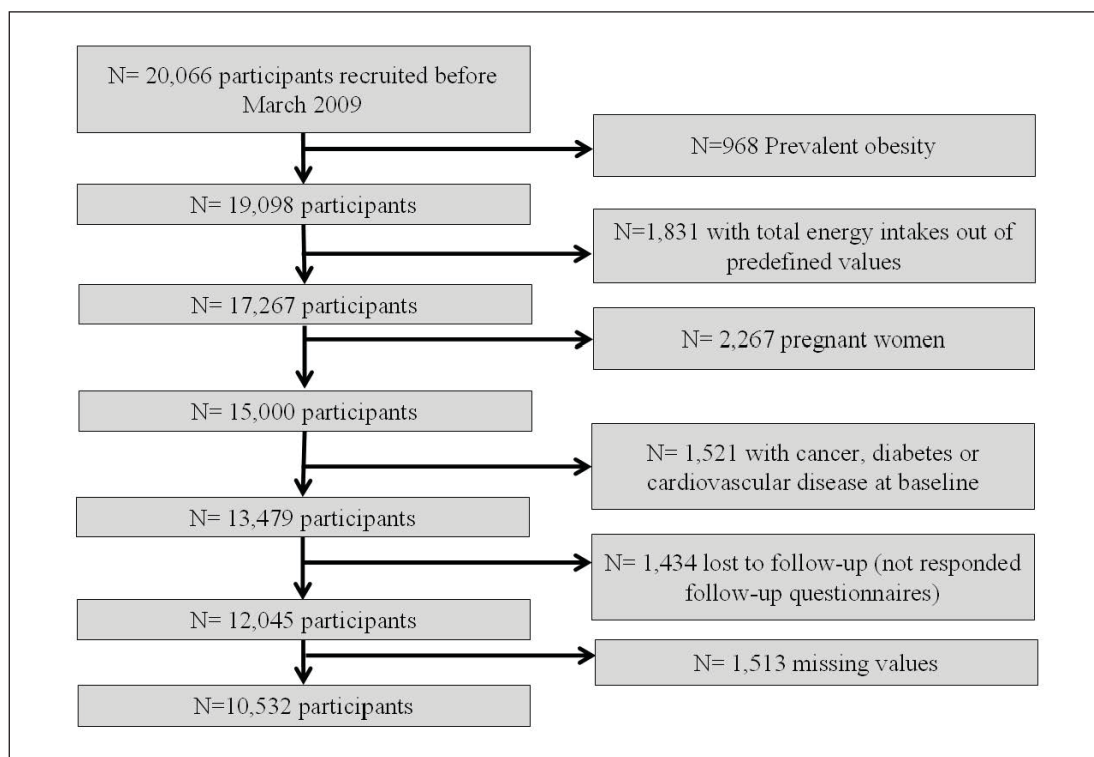 N= 20,066 participants recruited before
March 2009
N=968 Prevalent obesity
N= 19,098 participants
N=1,831 with total energy intakes out of
predefined values
N= 17,267 participants
N= 2,267 pregnant women
N= 15,000 participants
N= 1,521 with cancer, diabetes or
cardiovascular disease at baseline
N= 13,479 participants
N= 1,434 lost to follow-up (not responded
follow-up questionnaires)
N= 12,045 participants
N= 1,513 missing values
N=10,532 participants